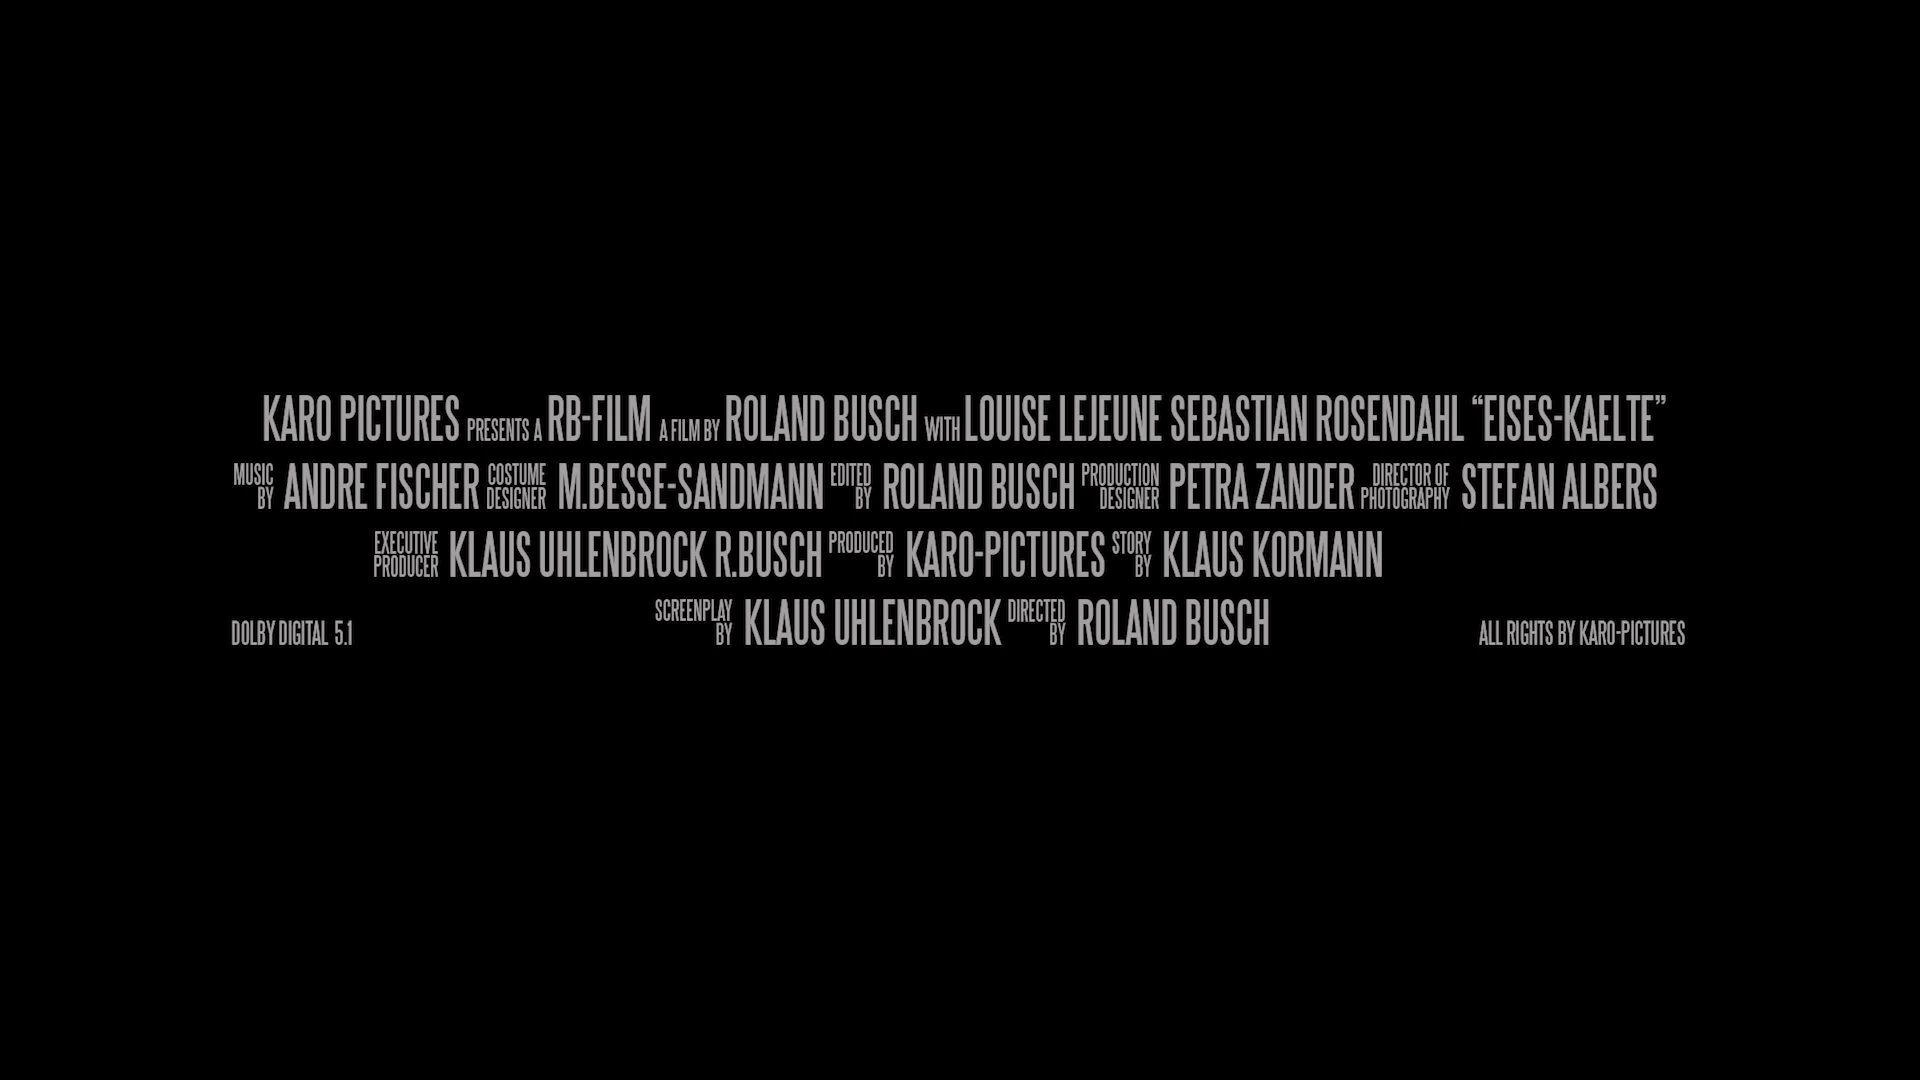 KARO PICTURES PRESENTS A RB-FILM A FILM BY ROLAND BUSCH WITH LOUISE LEJEUNE SEBASTIAN ROSENDAHL “EISES-KAELTE”
MUSIC BY ANDRE FISCHER COSTUME DESIGNER M.BESSE-SANDMANN EDITED BY ROLAND BUSCH PRODUCTION DESIGNER PETRA ZANDER DIRECTOR OF PHOTOGRAPHY STEFAN ALBERS
EXECUTIVE PRODUCER KLAUS UHLENBROCK R.BUSCH PRODUCED BY KARO-PICTURES STORY BY KLAUS KORMANN
DOLBY DIGITAL 5.1 SCREENPLAY BY KLAUS UHLENBROCK DIRECTED BY ROLAND BUSCH ALL RIGHTS BY KARO-PICTURES